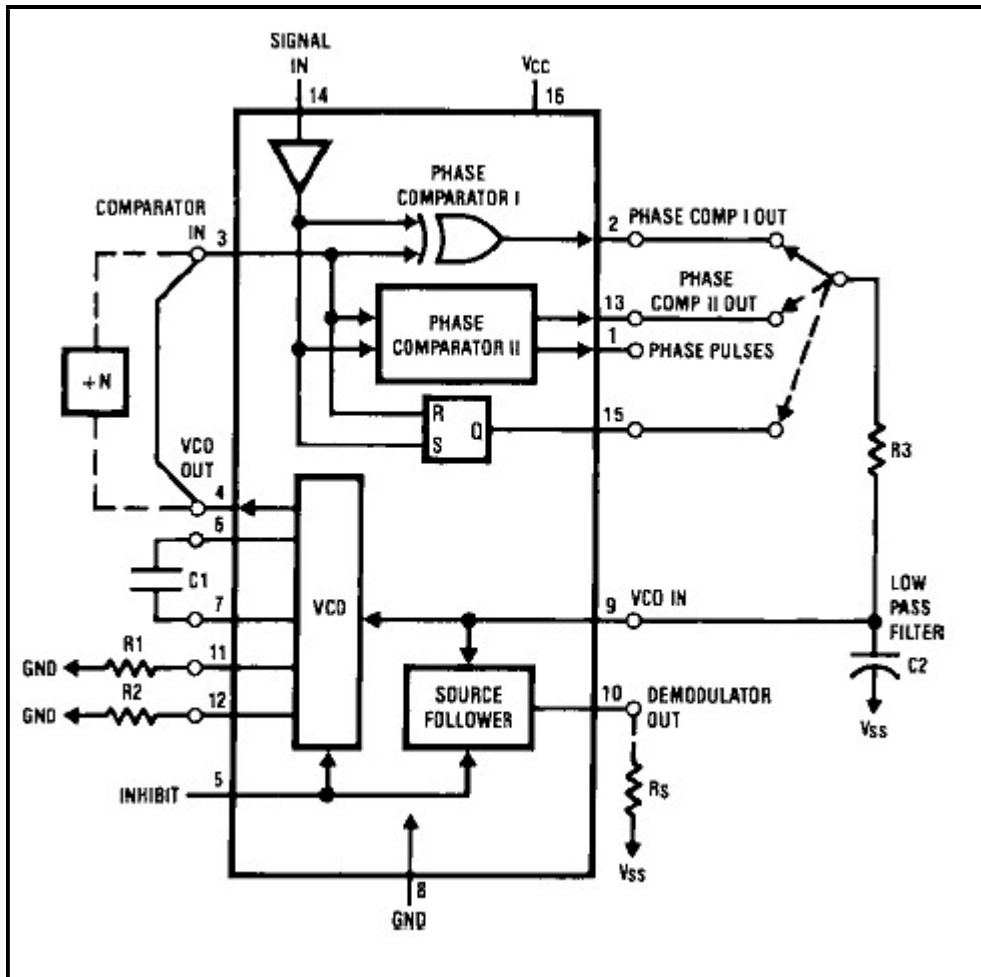 SIGNAL
IN
14
VCC
16
PHASE
COMPARATOR I
COMPARATOR
IN
3
2
PHASE COMP I OUT
PHASE
COMP II OUT
13
PHASE
COMPARATOR II
1
PHASE PULSES
+N
R
S
Q
15
R3
VCO
OUT
4
6
C1
7
VCO
9
VCO IN
LOW
PASS
FILTER
C2
VSS
GND
R1
11
GND
R2
12
SOURCE
FOLLOWER
10
DEMODULATOR
OUT
RS
VSS
INHIBIT
5
8
GND